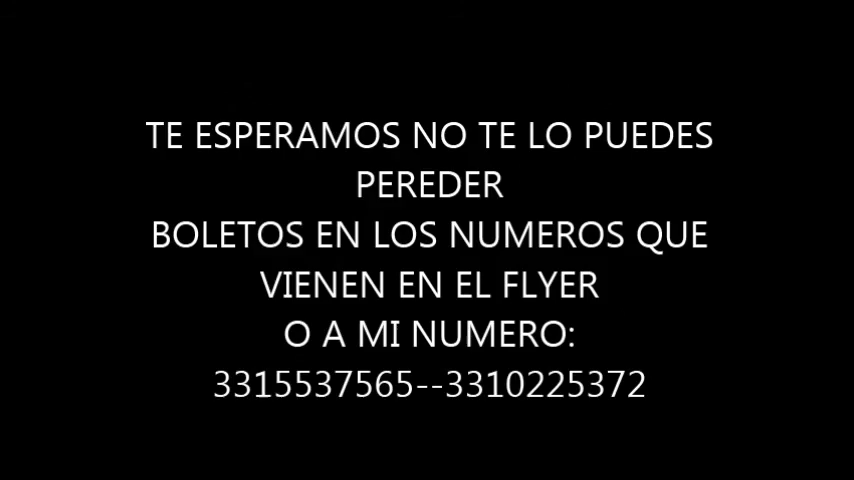 TE ESPERAMOS NO TE LO PUEDES
PEREDER
BOLETOS EN LOS NUMEROS QUE
VIENEN EN EL FLYER
O A MI NUMERO:
3315537565--3310225372